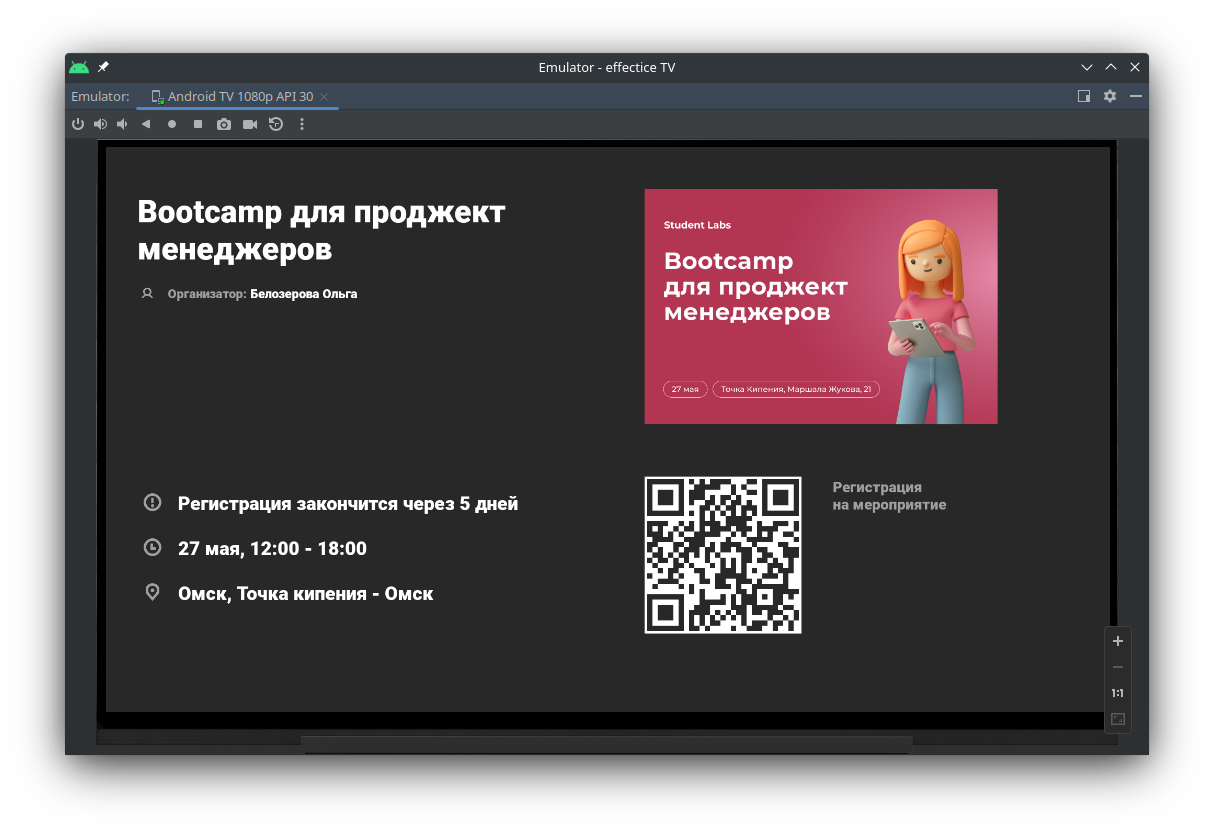 Emulator - effectice TV
Emulator:
Android TV 1080p API 30
Bootcamp для проджект
менеджеров
Организатор: Белозерова Ольга
Student Labs
Bootcamp
для проджект
менеджеров
27 мая
Точка Кипения, Маршала Жукова, 21
Регистрация закончится через 5 дней
27 мая, 12:00 - 18:00
Омск, Точка кипения - Омск
Регистрация
на мероприятие
1:1